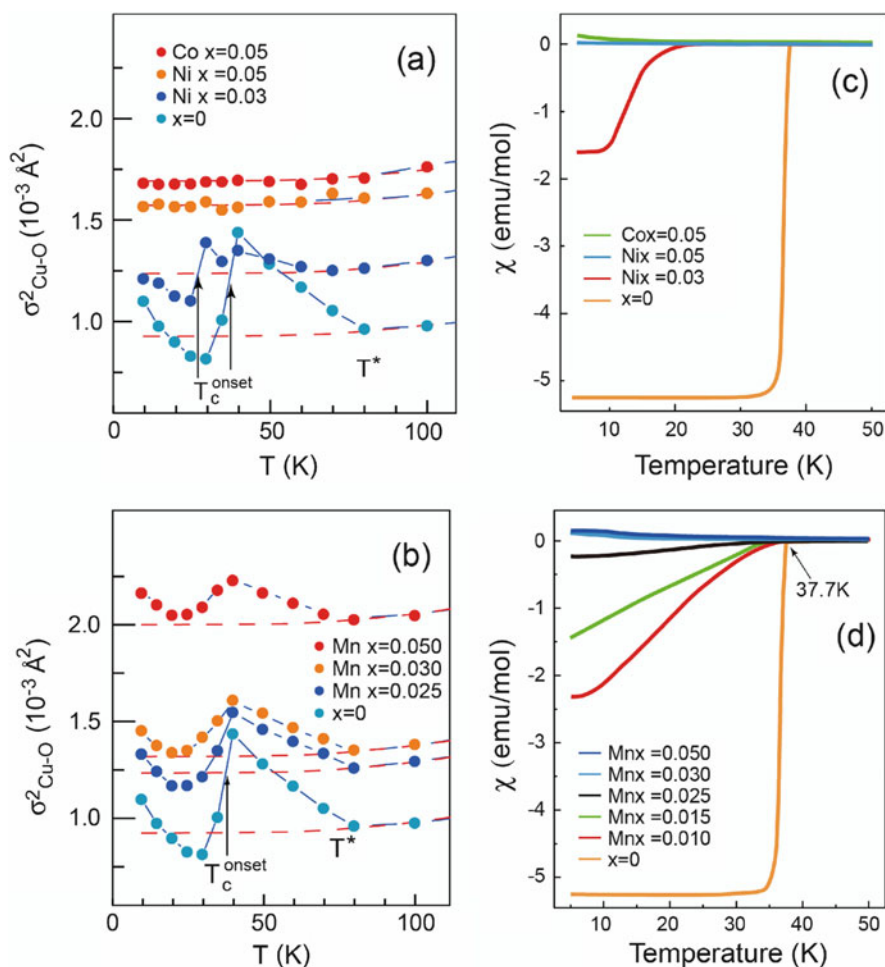 (a)
Co x=0.05
Ni x =0.05
Ni x =0.03
x=0
2.0
1.5
1.0
σ²Cu-O (10⁻³ Å²)
Tc onset
T*
0 50 100
T (K)
(c)
0
-1
-2
-3
-4
-5
χ (emu/mol)
Cox=0.05
Nix=0.05
Nix=0.03
x=0
10 20 30 40 50
Temperature (K)
(b)
2.0
1.5
1.0
σ²Cu-O (10⁻³ Å²)
Mn x=0.050
Mn x=0.030
Mn x=0.025
x=0
Tc onset
T*
0 50 100
T (K)
0
-1
-2
-3
-4
-5
χ (emu/mol)
37.7K
(d)
Mnx =0.050
Mnx =0.030
Mnx =0.025
Mnx =0.015
Mnx =0.010
x=0
10 20 30 40 50
Temperature (K)